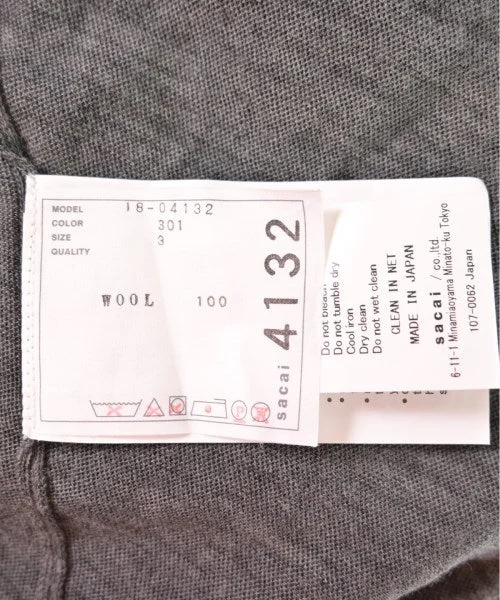 MODEL 18-04132
COLOR 301
SIZE 3
QUALITY
WOOL 100
sacai 4132
Do not bleach
Do not tumble dry
Cool iron
Dry clean
Do not wet clean
CLEAN IN NET
MADE IN JAPAN
sacai / co.,ltd.
6-11-1 Minamiaoyama Minato-ku Tokyo
107-0062 Japan